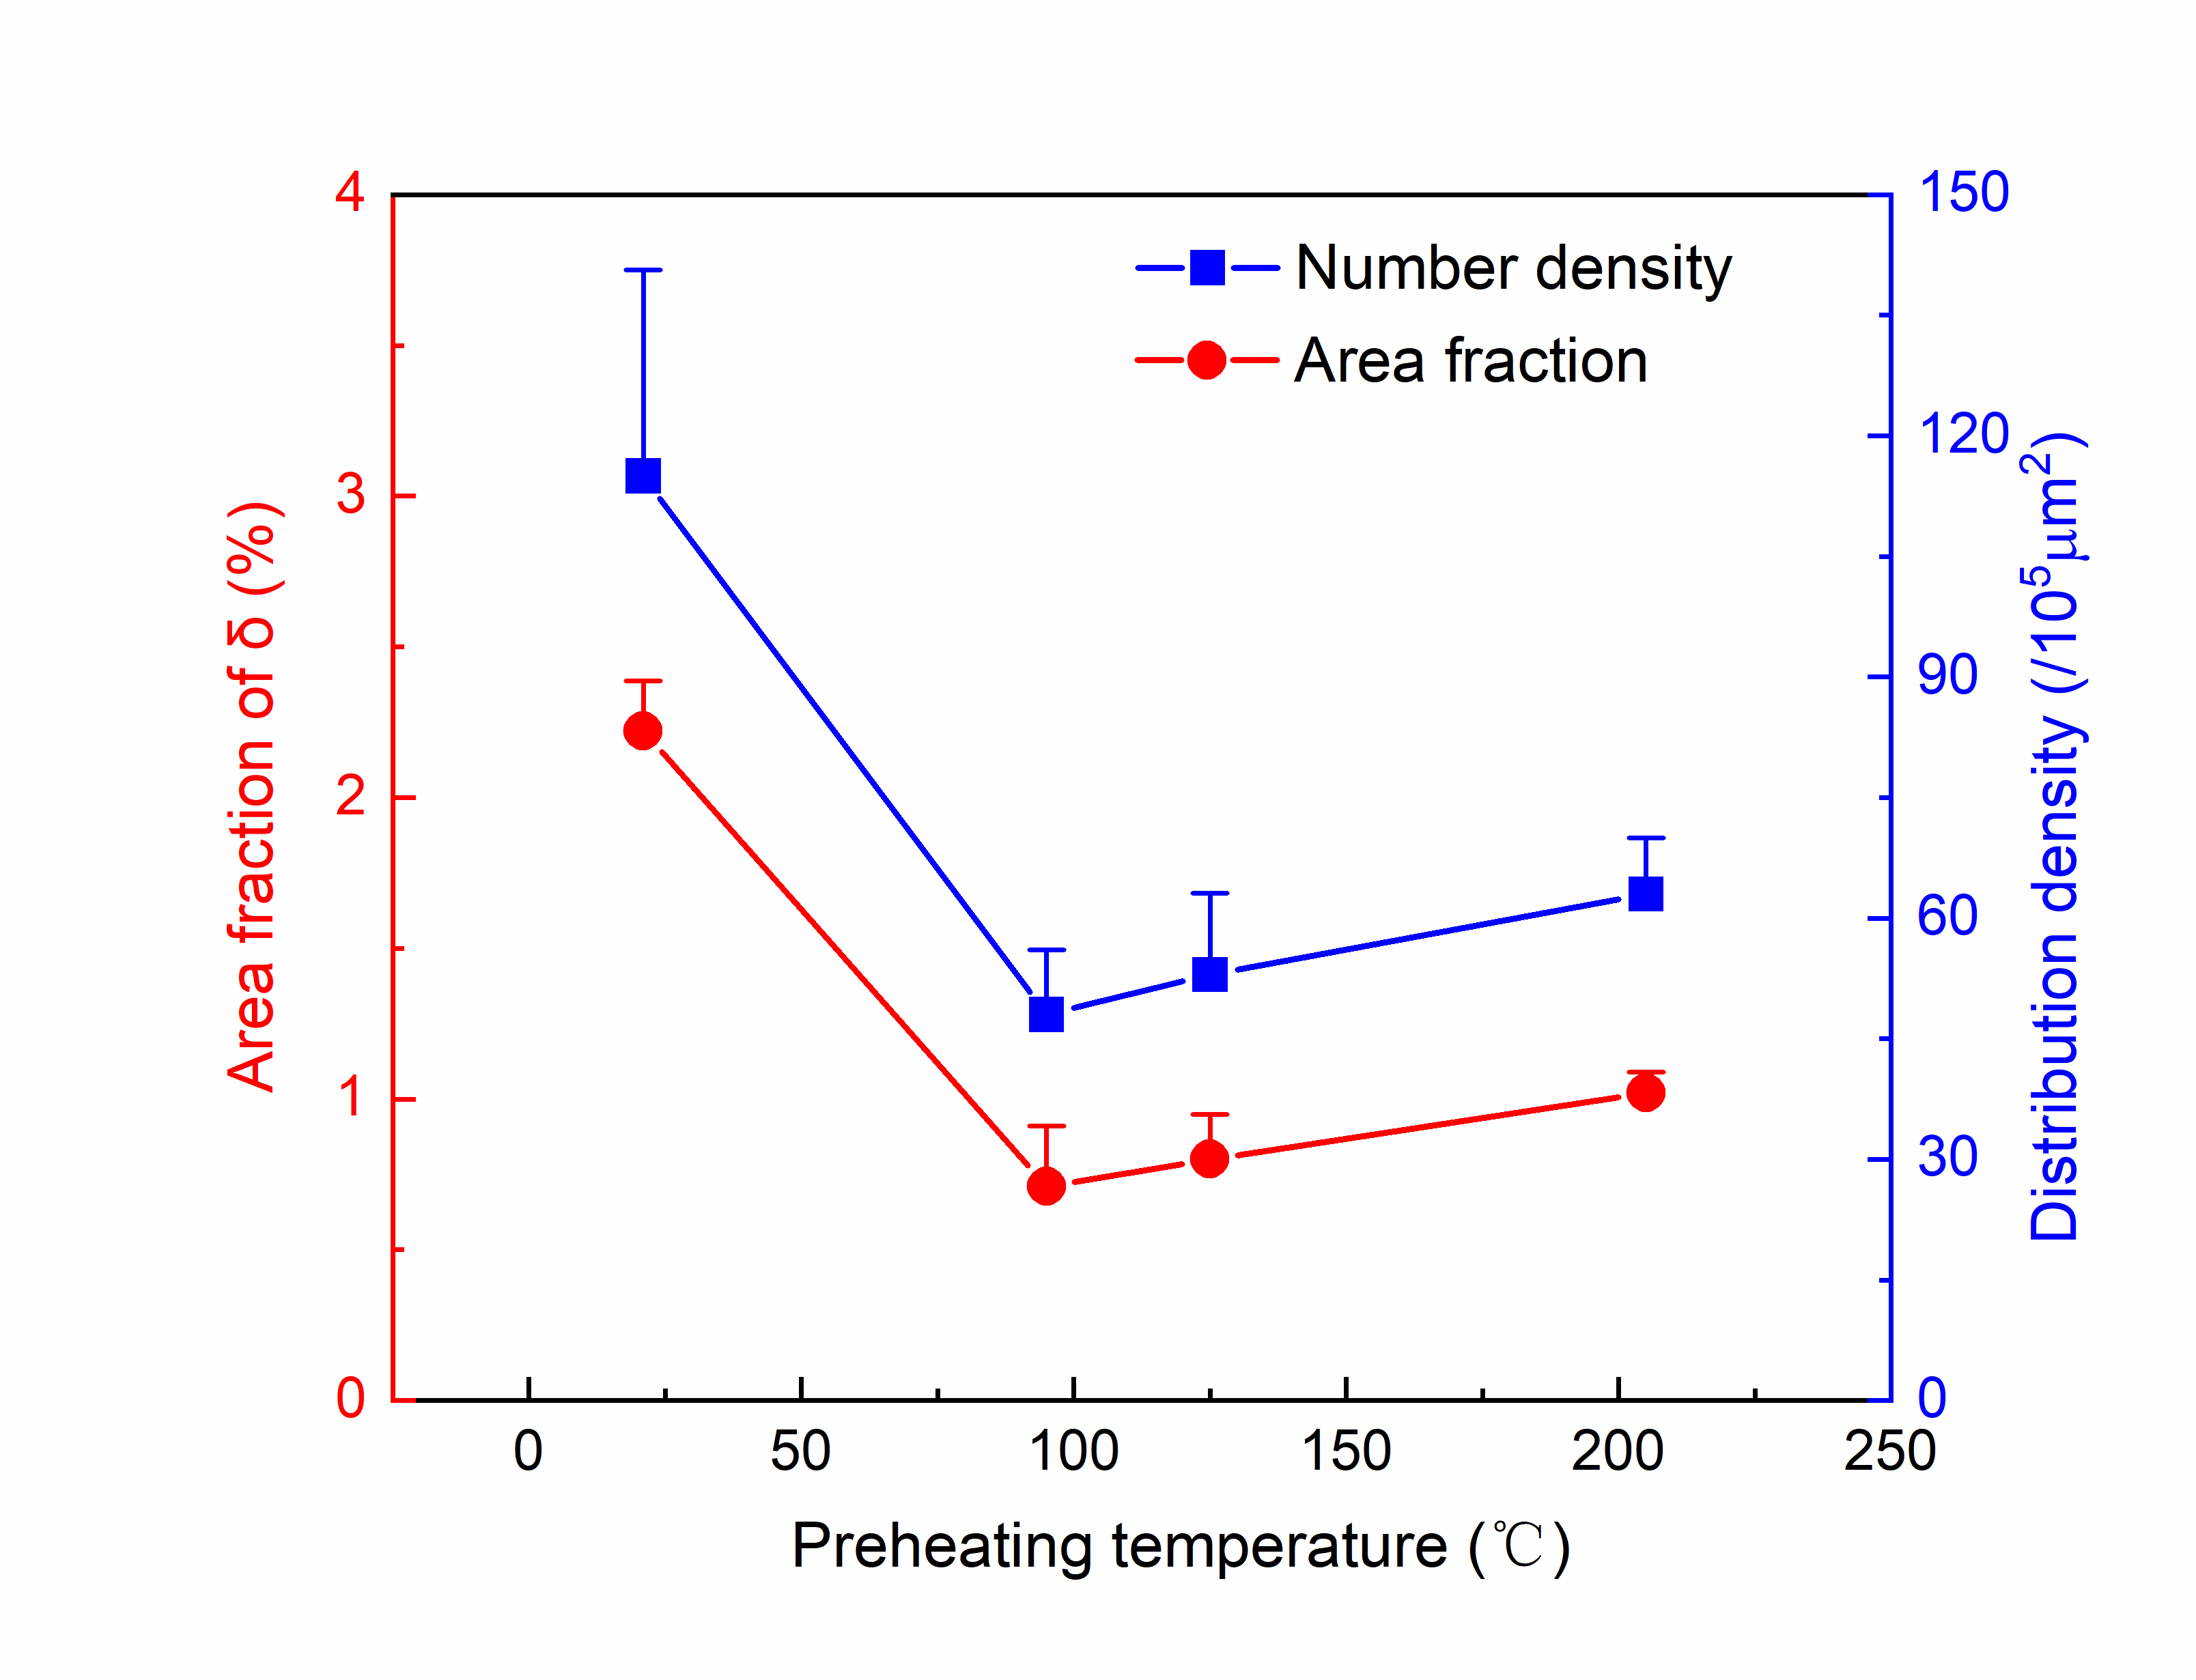 Number density
Area fraction
4
3
2
1
0
Area fraction of δ (%)
150
120
90
60
30
0
Distribution density (/10⁵μm²)
0 50 100 150 200 250
Preheating temperature (℃)